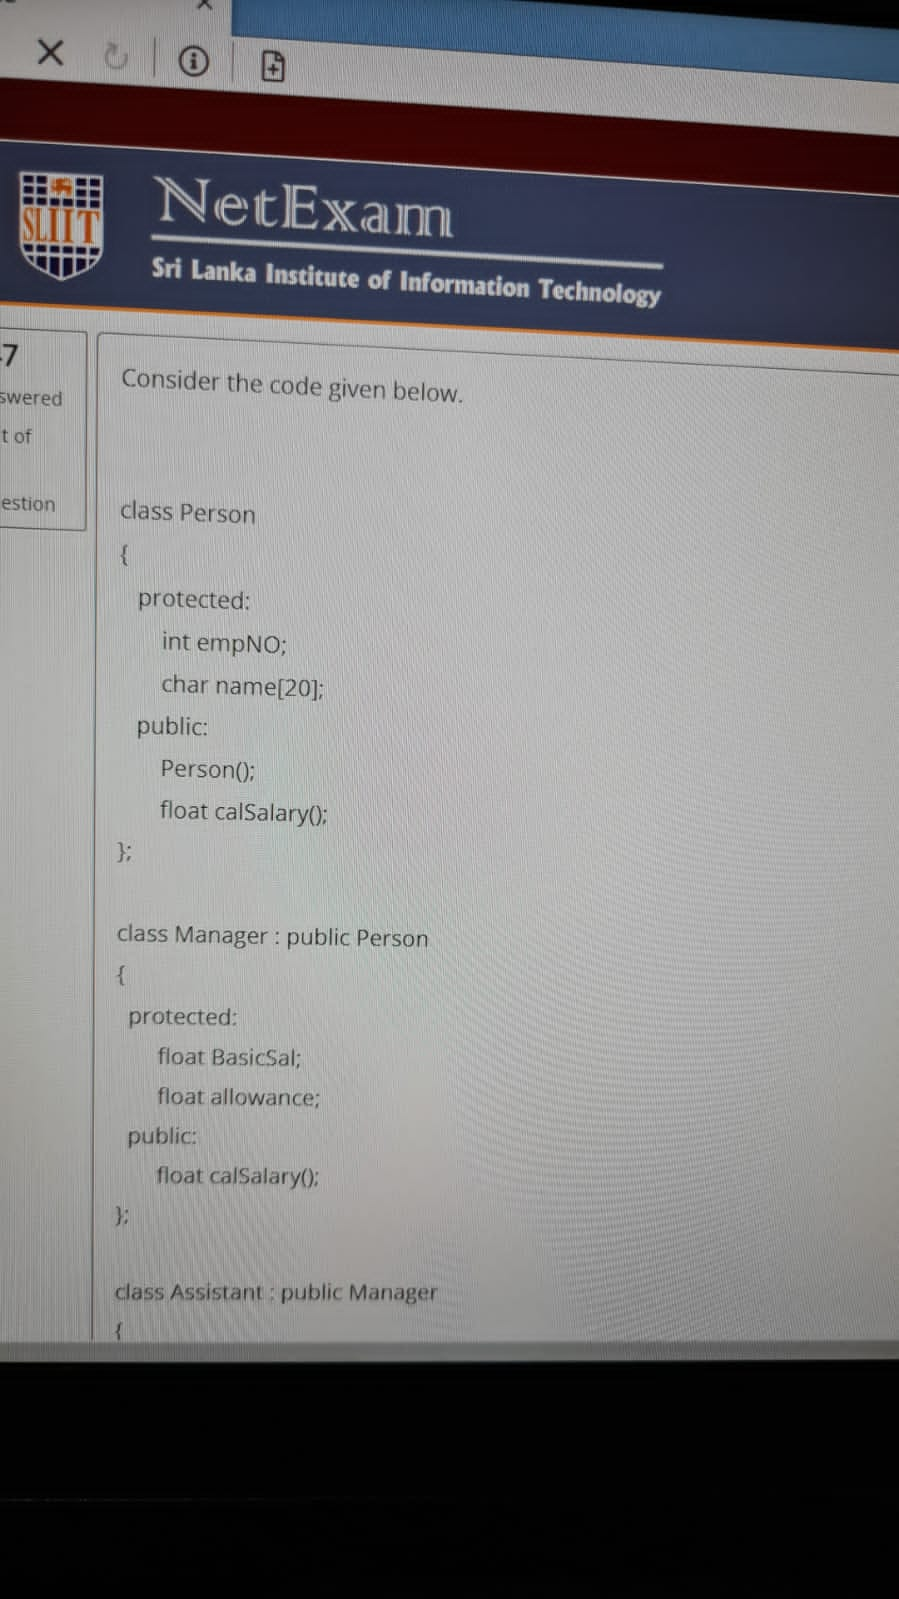 SLIIT
NetExam
Sri Lanka Institute of Information Technology
7
swered
t of
estion
Consider the code given below.
class Person
{
protected:
int empNO;
char name[20];
public:
Person();
float calSalary();
};
class Manager : public Person
{
protected:
float BasicSal;
float allowance;
public:
float calSalary();
};
class Assistant : public Manager
{